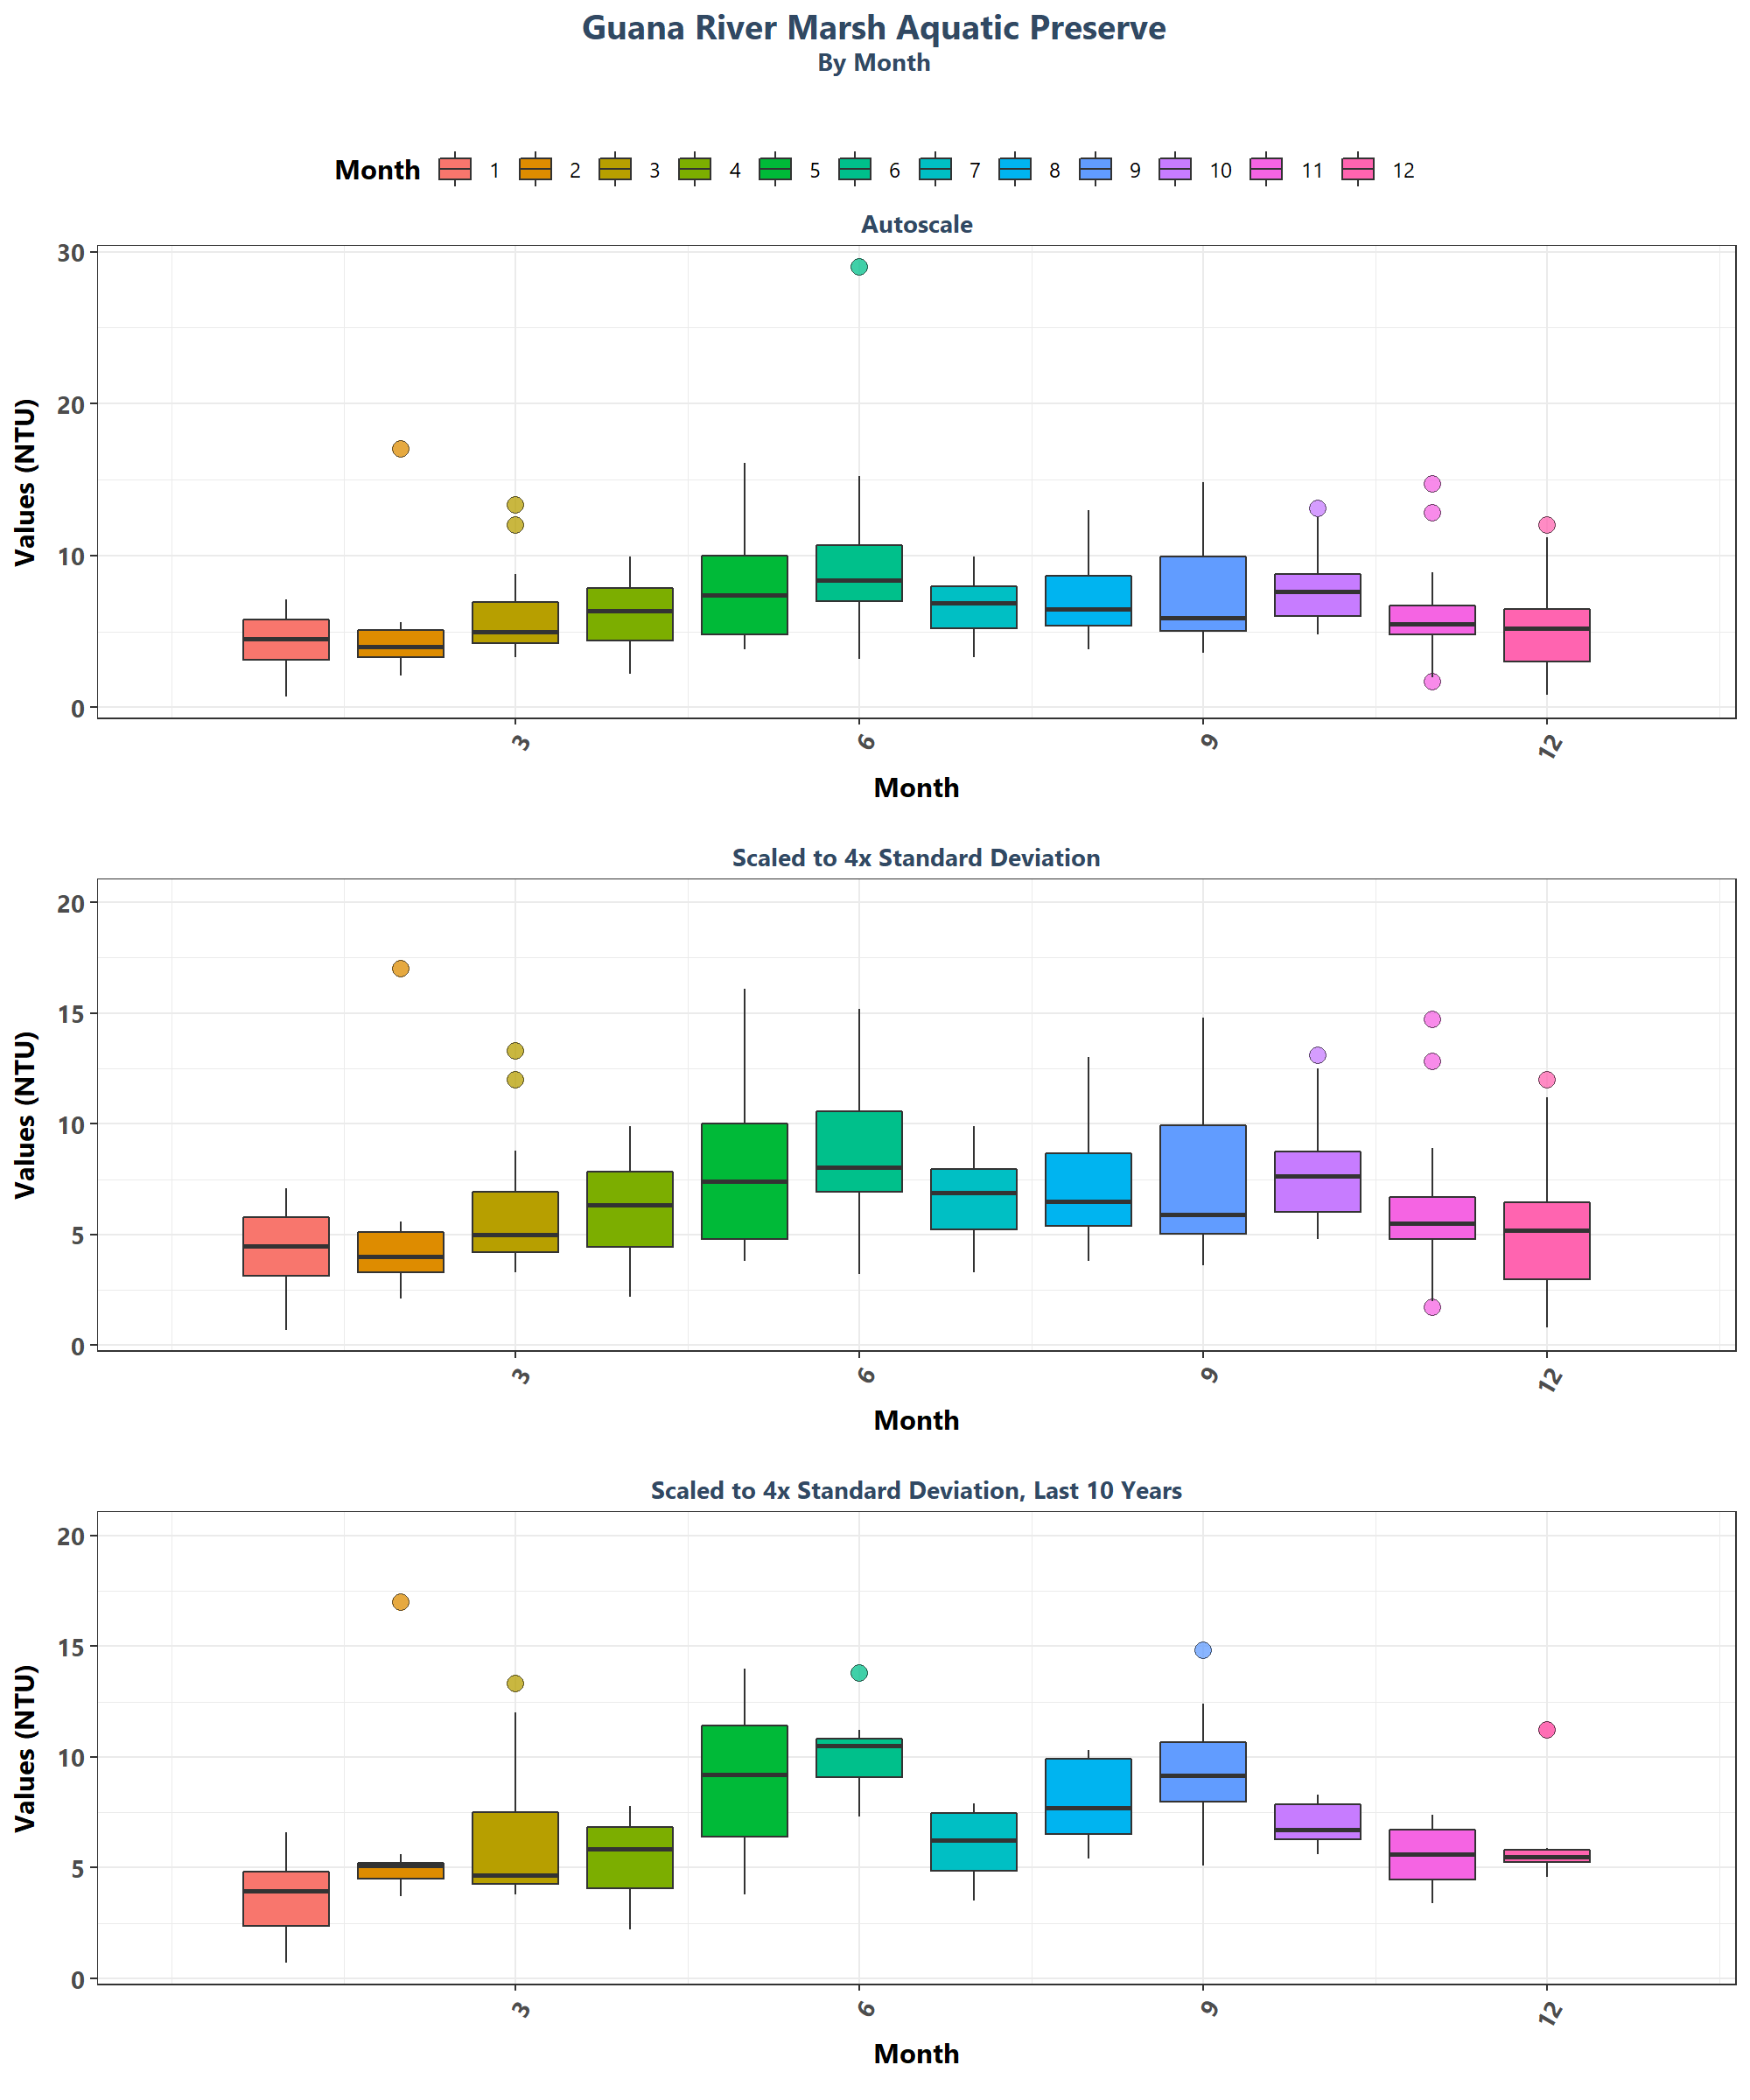 Guana River Marsh Aquatic Preserve
By Month
Month 1 2 3 4 5 6 7 8 9 10 11 12
Autoscale
30
20
10
0
Values (NTU)
3 6 9 12
Month
Scaled to 4x Standard Deviation
20
15
10
5
0
Values (NTU)
3 6 9 12
Month
Scaled to 4x Standard Deviation, Last 10 Years
20
15
10
5
0
Values (NTU)
3 6 9 12
Month